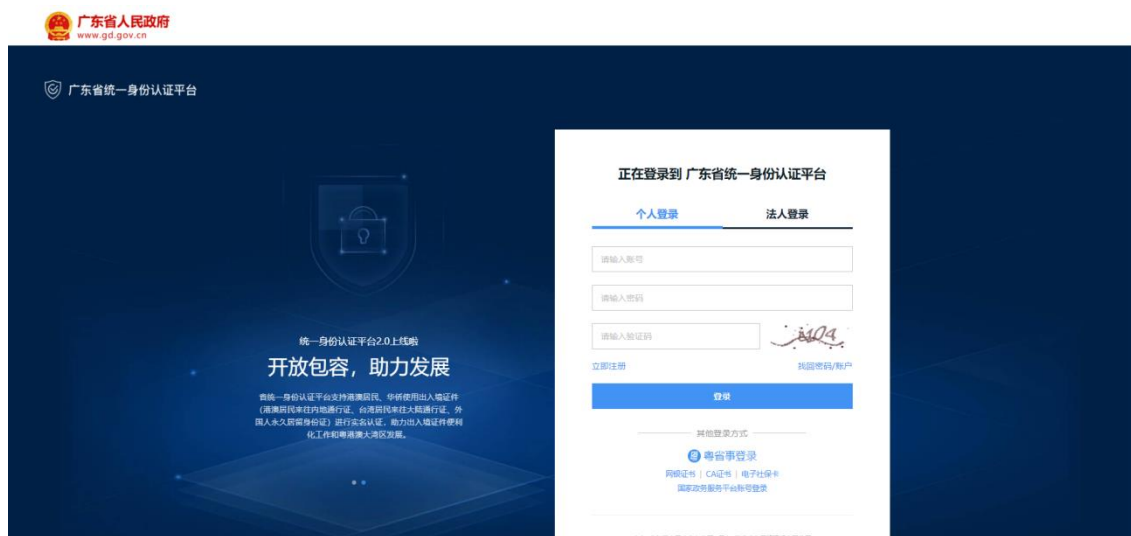 广东省人民政府
www.gd.gov.cn
广东省统一身份认证平台
统一身份认证平台2.0上线啦
开放包容，助力发展
省统一身份认证平台支持港澳居民、华侨使用出入境证件
（港澳居民来往内地通行证、台湾居民来往大陆通行证、外
国人永久居留身份证）进行实名认证，助力出入境证件便利
化工作和粤港澳大湾区发展。
正在登录到 广东省统一身份认证平台
个人登录 法人登录
请输入账号
请输入密码
请输入验证码
立即注册 找回密码/账户
登录
其他登录方式
粤省事登录
网银证书 | CA证书 | 电子社保卡
国家政务服务平台账号登录